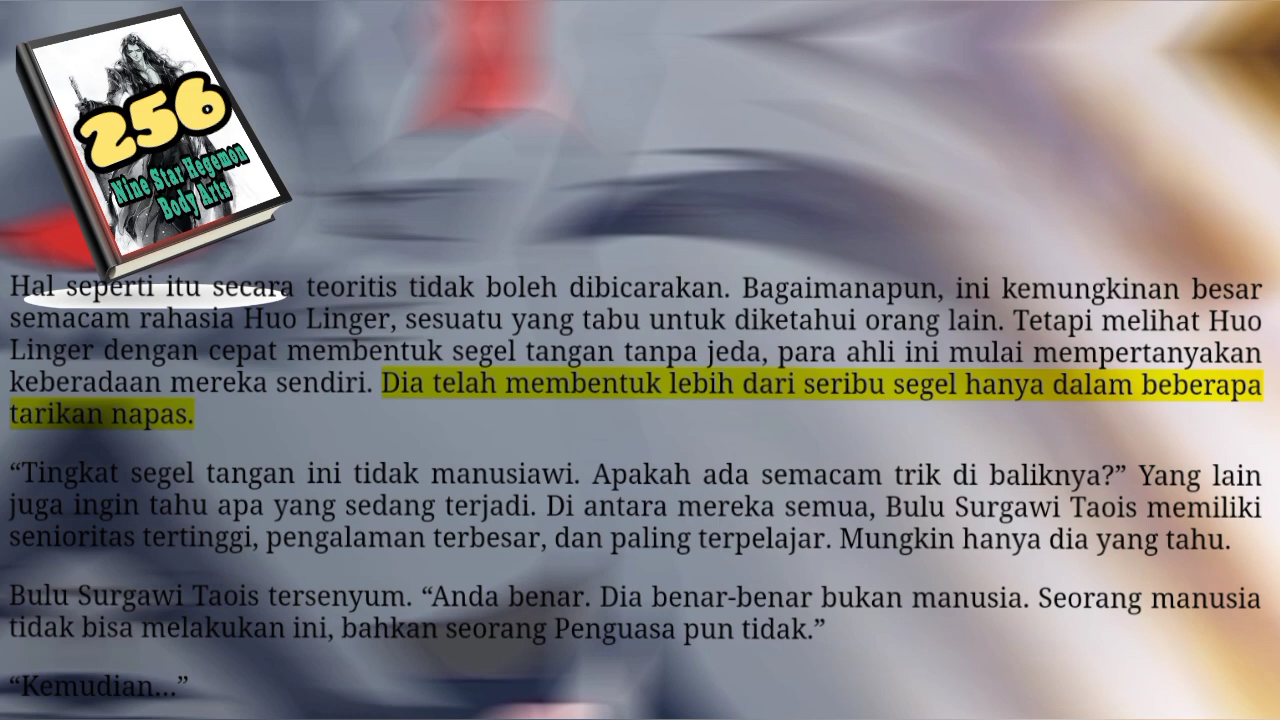 256
Nine Star Hegemon
Body Arts
Hal seperti itu secara teoritis tidak boleh dibicarakan. Bagaimanapun, ini kemungkinan besar
semacam rahasia Huo Linger, sesuatu yang tabu untuk diketahui orang lain. Tetapi melihat Huo
Linger dengan cepat membentuk segel tangan tanpa jeda, para ahli ini mulai mempertanyakan
keberadaan mereka sendiri. Dia telah membentuk lebih dari seribu segel hanya dalam beberapa
tarikan napas.
“Tingkat segel tangan ini tidak manusiawi. Apakah ada semacam trik di baliknya?” Yang lain
juga ingin tahu apa yang sedang terjadi. Di antara mereka semua, Bulu Surgawi Taois memiliki
senioritas tertinggi, pengalaman terbesar, dan paling terpelajar. Mungkin hanya dia yang tahu.
Bulu Surgawi Taois tersenyum. “Anda benar. Dia benar-benar bukan manusia. Seorang manusia
tidak bisa melakukan ini, bahkan seorang Penguasa pun tidak.”
“Kemudian...”